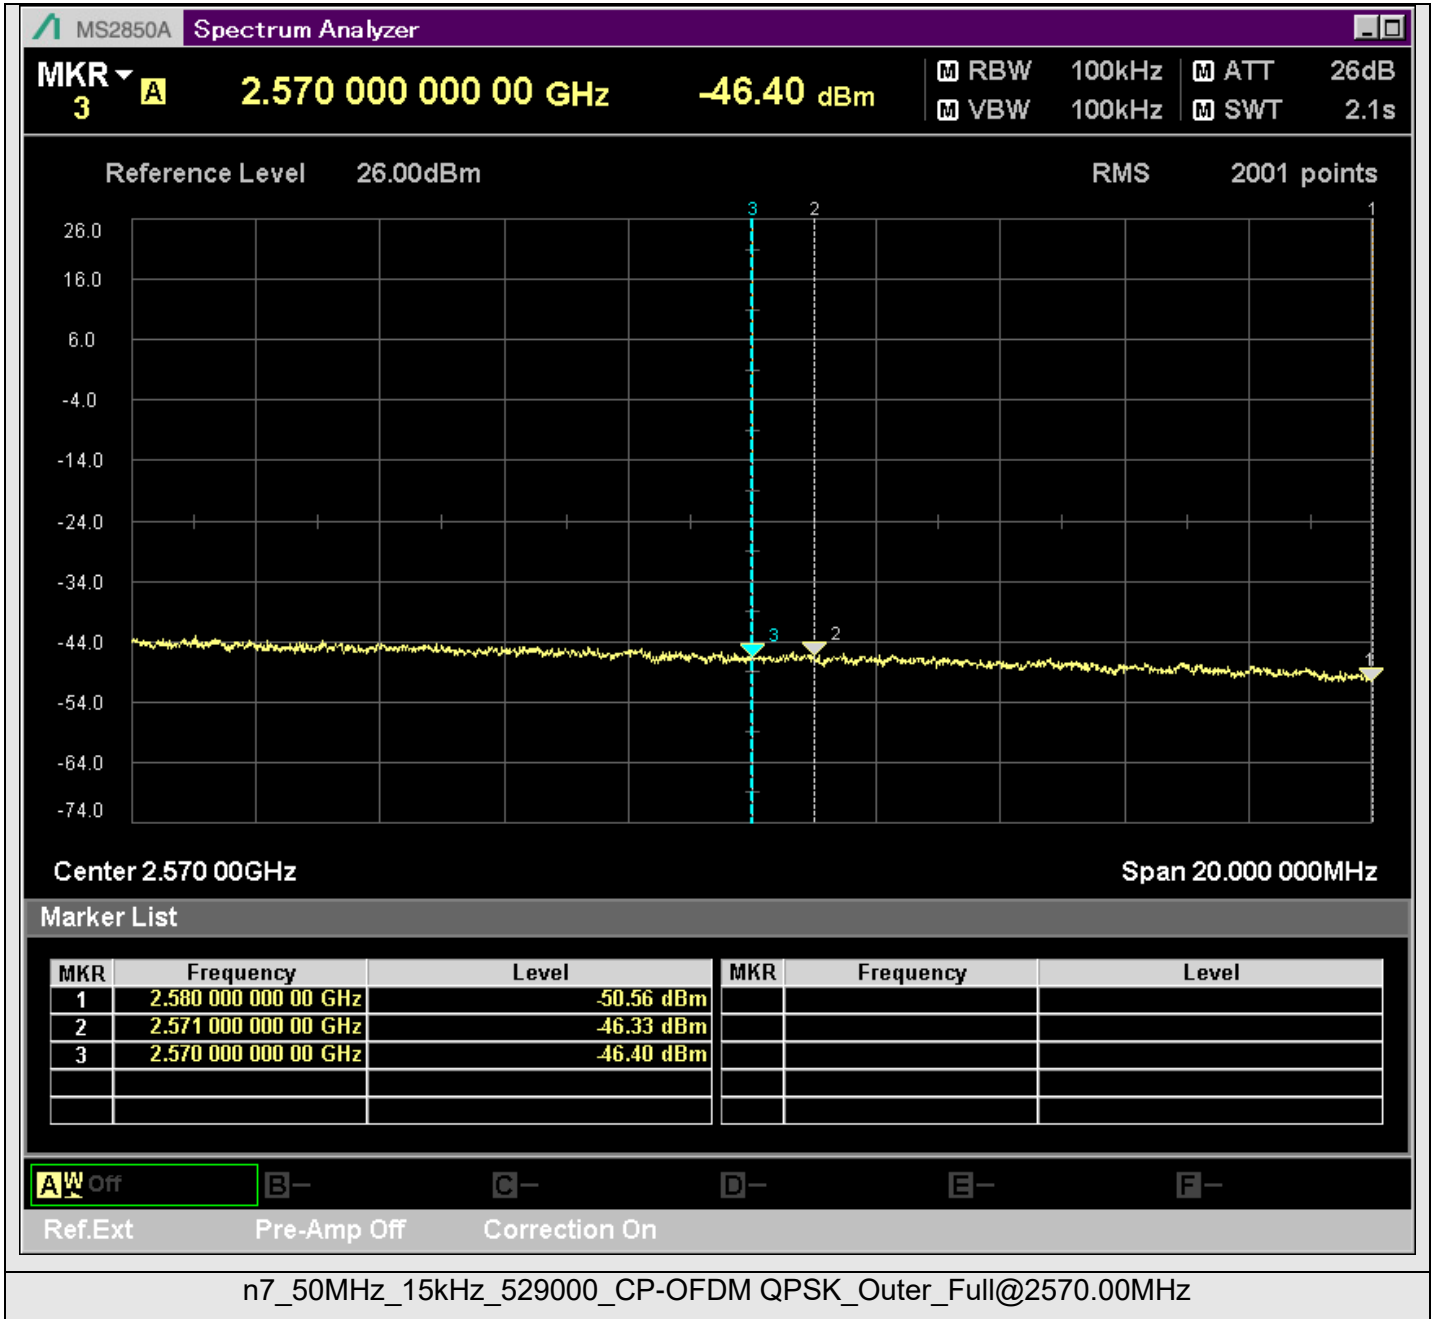 MS2850A Spectrum Analyzer
MKR A 2.570 000 000 00 GHz -46.40 dBm M RBW 100kHz M ATT 26dB
3 M VBW 100kHz M SWT 2.1s
Reference Level 26.00dBm RMS 2001 points
3 2 1
26.0
16.0
6.0
-4.0
-14.0
-24.0
-34.0
-44.0
3 2 1
-54.0
-64.0
-74.0
Center 2.570 00GHz Span 20.000 000MHz
Marker List
MKR Frequency Level MKR Frequency Level
1 2.580 000 000 00 GHz -50.56 dBm
2 2.571 000 000 00 GHz -46.33 dBm
3 2.570 000 000 00 GHz -46.40 dBm
A W Off B- C- D- E- F-
Ref.Ext Pre-Amp Off Correction On
n7_50MHz_15kHz_529000_CP-OFDM QPSK_Outer_Full@2570.00MHz